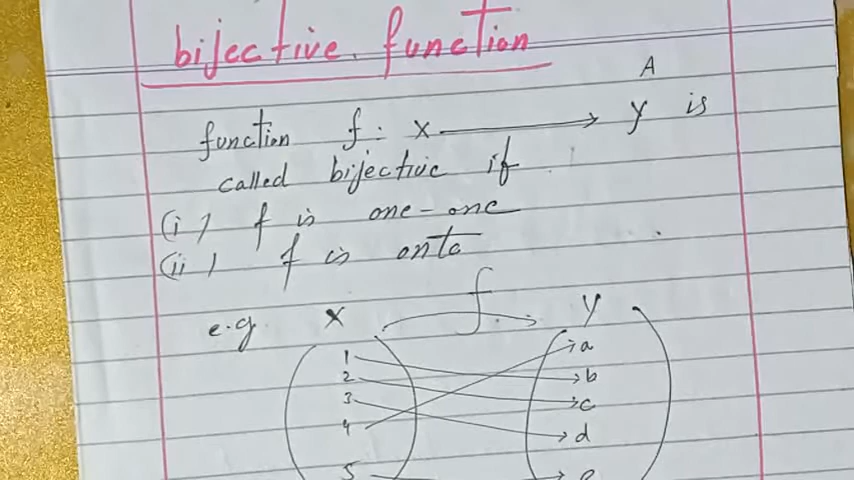 bijective function
A
function f : X → Y is
called bijective if
(i) f is one-one
(ii) f is onto
e.g X f Y
1 a
2 b
3 c
4 d
5 e